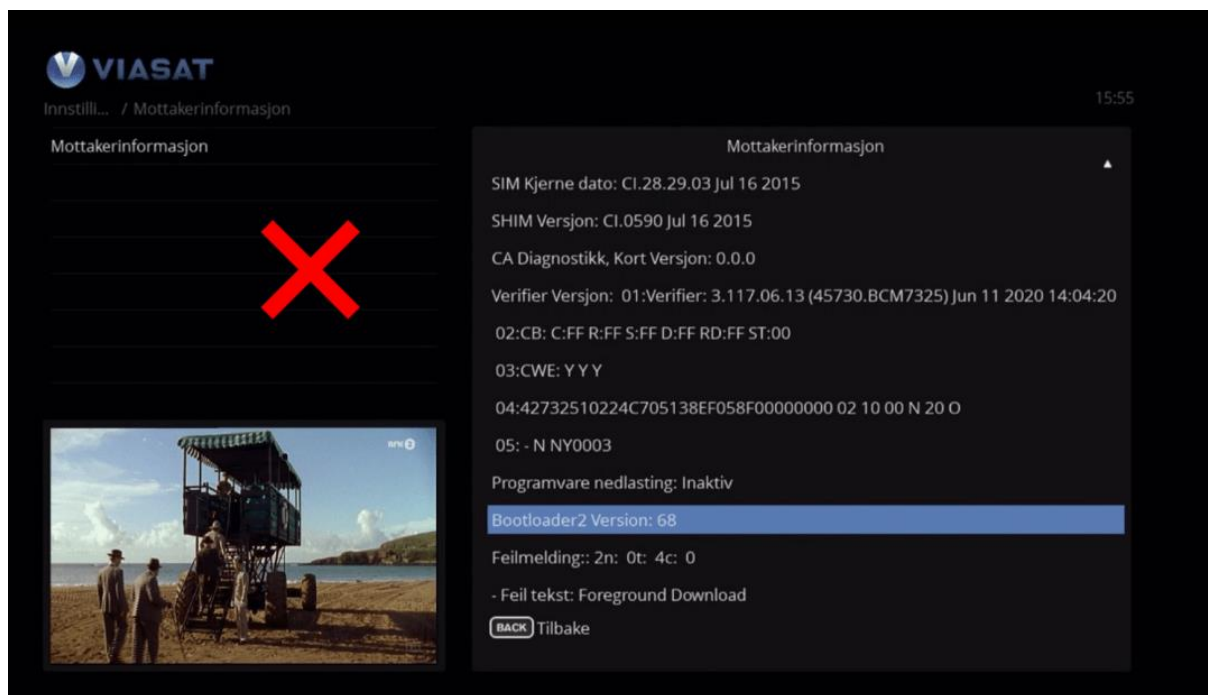 VIASAT
Innstilli... / Mottakerinformasjon
15:55
Mottakerinformasjon
Mottakerinformasjon
SIM Kjerne dato: CI.28.29.03 Jul 16 2015
SHIM Versjon: CI.0590 Jul 16 2015
CA Diagnostikk, Kort Versjon: 0.0.0
Verifier Versjon: 01:Verifier: 3.117.06.13 (45730.BCM7325) Jun 11 2020 14:04:20
02:CB: C:FF R:FF S:FF D:FF RD:FF ST:00
03:CWE: Y Y Y
04:42732510224C705138EF058F00000000 02 10 00 N 20 O
05: - N NY0003
Programvare nedlasting: Inaktiv
Bootloader2 Version: 68
Feilmelding:: 2n: 0t: 4c: 0
- Feil tekst: Foreground Download
BACK Tilbake